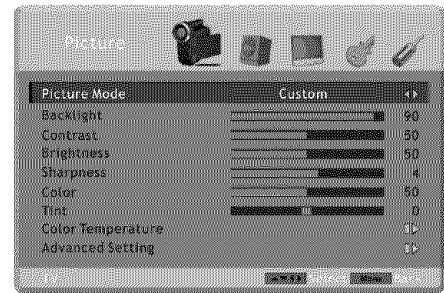 Picture
Picture Mode Custom
Backlight 90
Contrast 50
Brightness 50
Sharpness 4
Color 50
Tint 0
Color Temperature
Advanced Setting
TV Select Menu Back